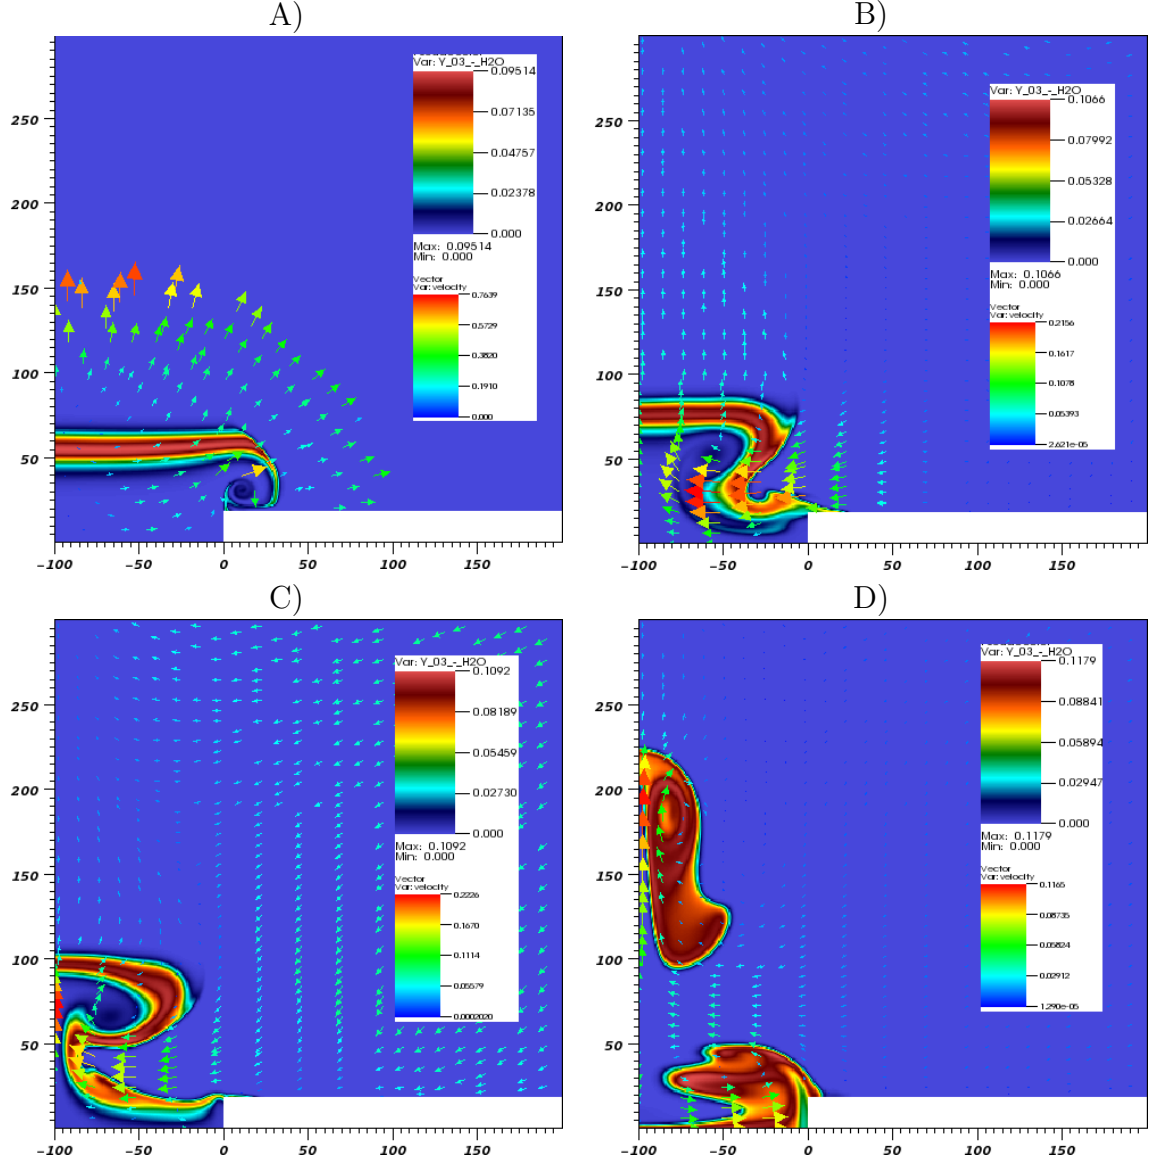 A)
Var: Y_03_-_H2O
0.09514
0.07135
0.04757
0.02378
0.000
Max: 0.09514
Min: 0.000
Vector
Var: velocity
0.7639
0.5729
0.3820
0.1910
0.000
250
200
150
100
50
-100 -50 0 50 100 150
B)
Var: Y_03_-_H2O
0.1066
0.07992
0.05328
0.02664
0.000
Max: 0.1066
Min: 0.000
Vector
Var: velocity
0.2156
0.1617
0.1078
0.05393
2.621e-05
250
200
150
100
50
-100 -50 0 50 100 150
C)
Var: Y_03_-_H2O
0.1092
0.08189
0.05459
0.02730
0.000
Max: 0.1092
Min: 0.000
Vector
Var: velocity
0.2226
0.1670
0.1114
0.05579
0.0002020
250
200
150
100
50
-100 -50 0 50 100 150
D)
Var: Y_03_-_H2O
0.1179
0.08841
0.05894
0.02947
0.000
Max: 0.1179
Min: 0.000
Vector
Var: velocity
0.1165
0.08735
0.05824
0.02912
1.290e-05
250
200
150
100
50
-100 -50 0 50 100 150